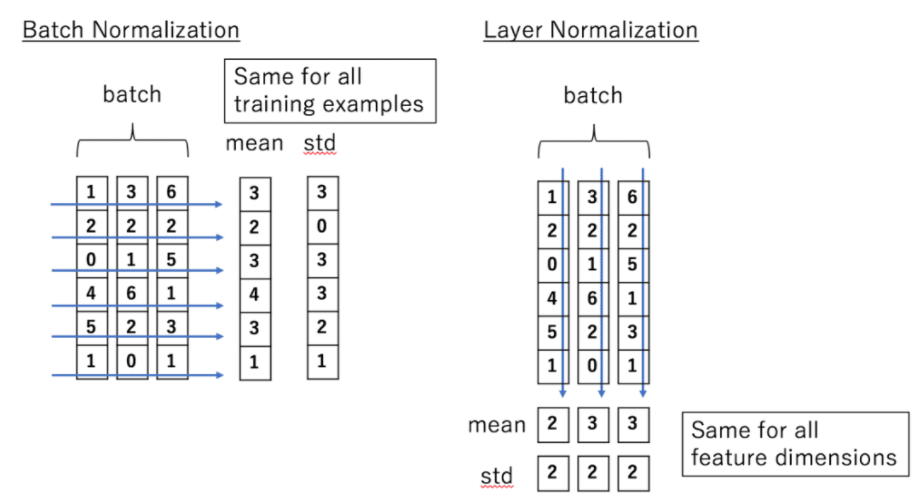 Batch Normalization
Same for all
training examples
batch
mean std
1 3 6 3 3
2 2 2 2 0
0 1 5 3 3
4 6 1 4 3
5 2 3 3 2
1 0 1 1 1
Layer Normalization
batch
1 3 6
2 2 2
0 1 5
4 6 1
5 2 3
1 0 1
mean 2 3 3
std 2 2 2
Same for all
feature dimensions